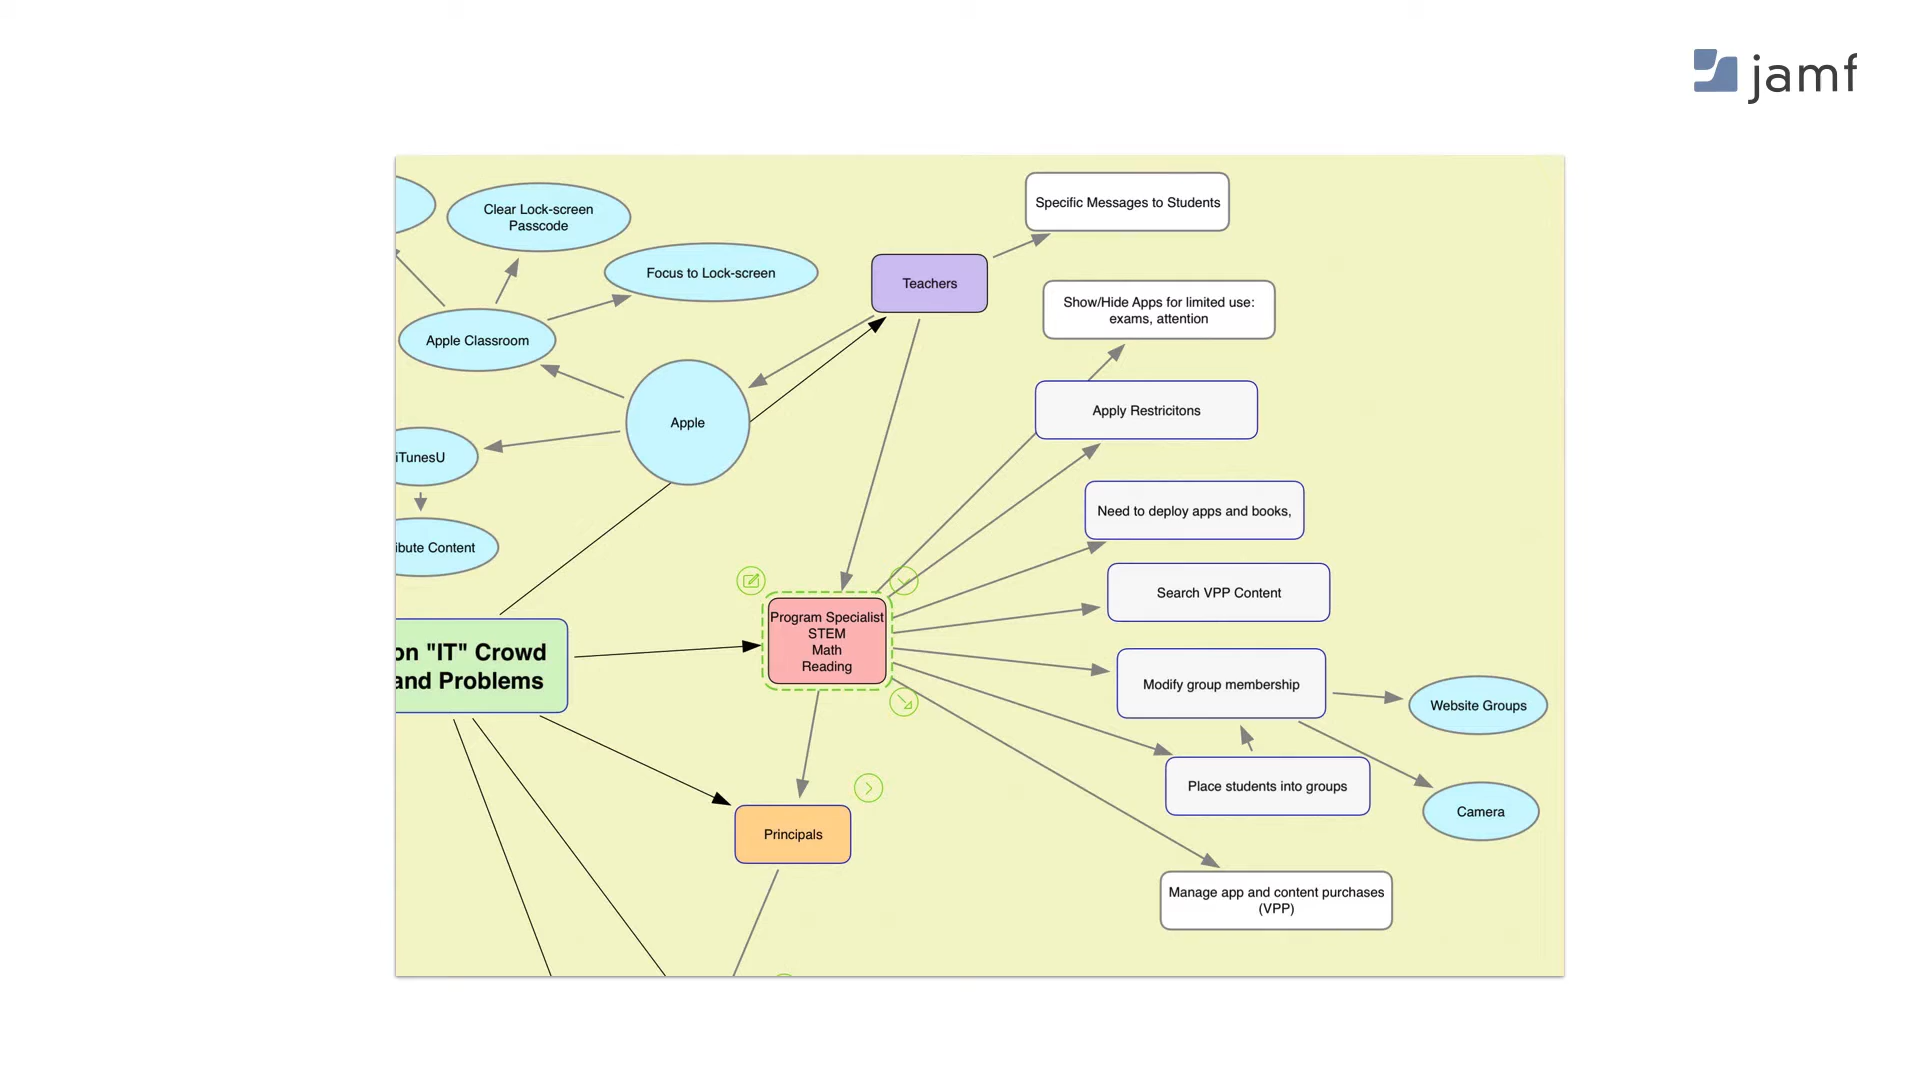 jamf
Clear Lock-screen
Passcode
Specific Messages to Students
Focus to Lock-screen
Teachers
Show/Hide Apps for limited use:
exams, attention
Apple Classroom
Apple
Apply Restricitons
iTunesU
Need to deploy apps and books,
ibute Content
Search VPP Content
Program Specialist
STEM
Math
Reading
on "IT" Crowd
and Problems
Modify group membership
Website Groups
Place students into groups
Camera
Principals
Manage app and content purchases
(VPP)